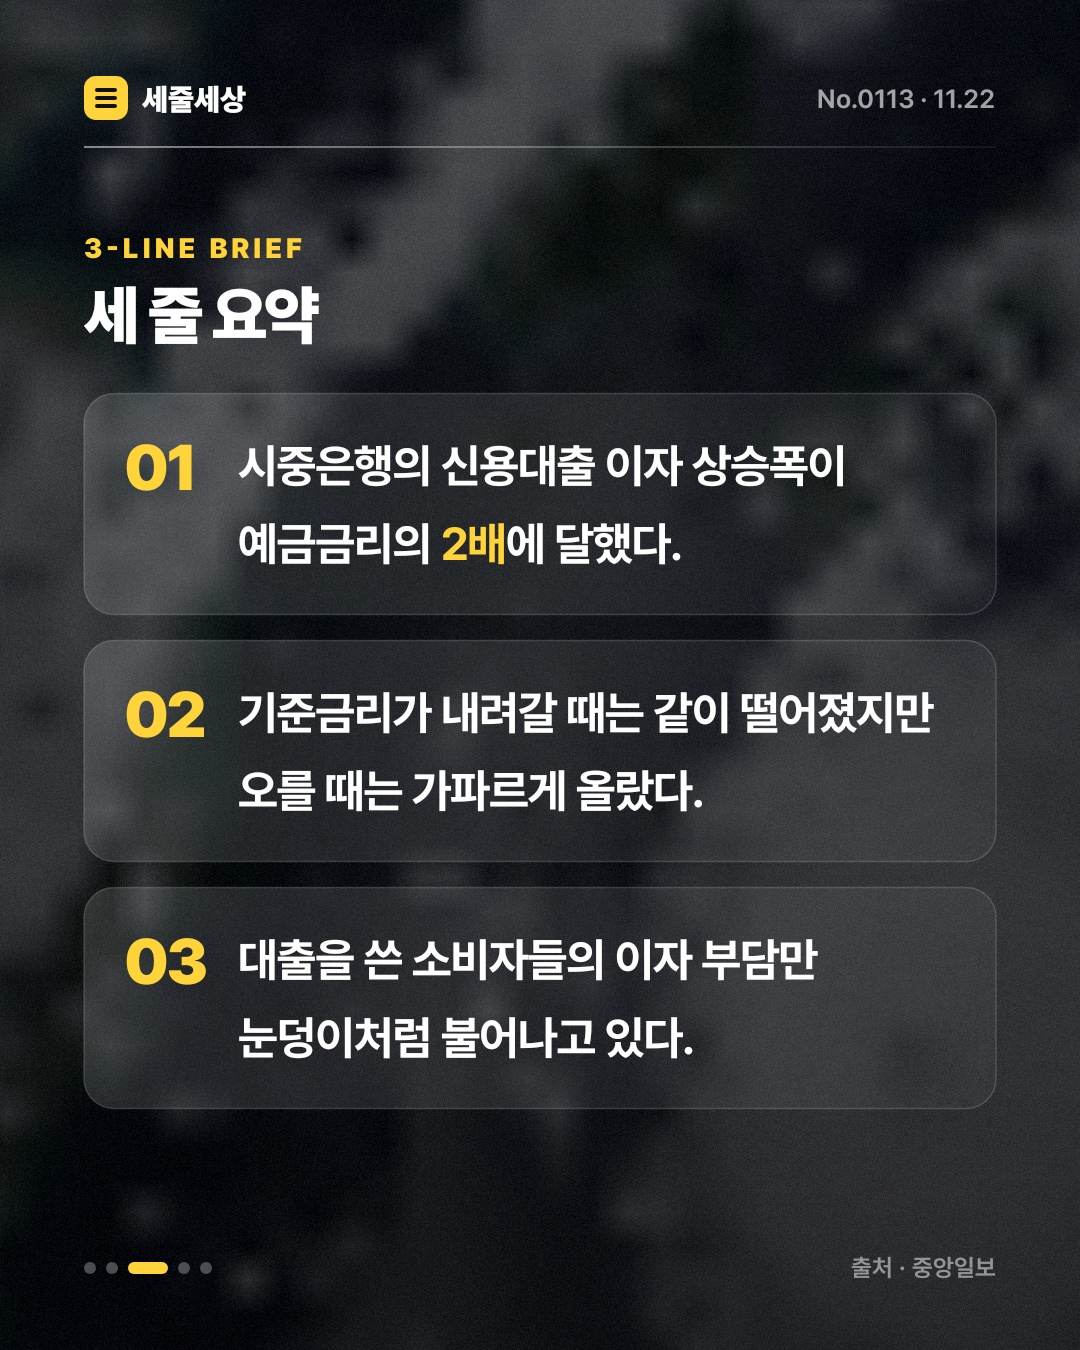 세줄세상
No.0113 · 11.22
3-LINE BRIEF
세 줄 요약
01 시중은행의 신용대출 이자 상승폭이
예금금리의 2배에 달했다.
02 기준금리가 내려갈 때는 같이 떨어졌지만
오를 때는 가파르게 올랐다.
03 대출을 쓴 소비자들의 이자 부담만
눈덩이처럼 불어나고 있다.
출처 · 중앙일보